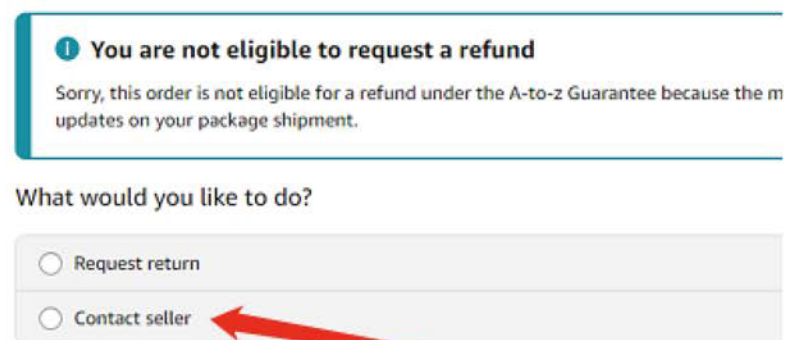 You are not eligible to request a refund
Sorry, this order is not eligible for a refund under the A-to-z Guarantee because the m
updates on your package shipment.
What would you like to do?
Request return
Contact seller